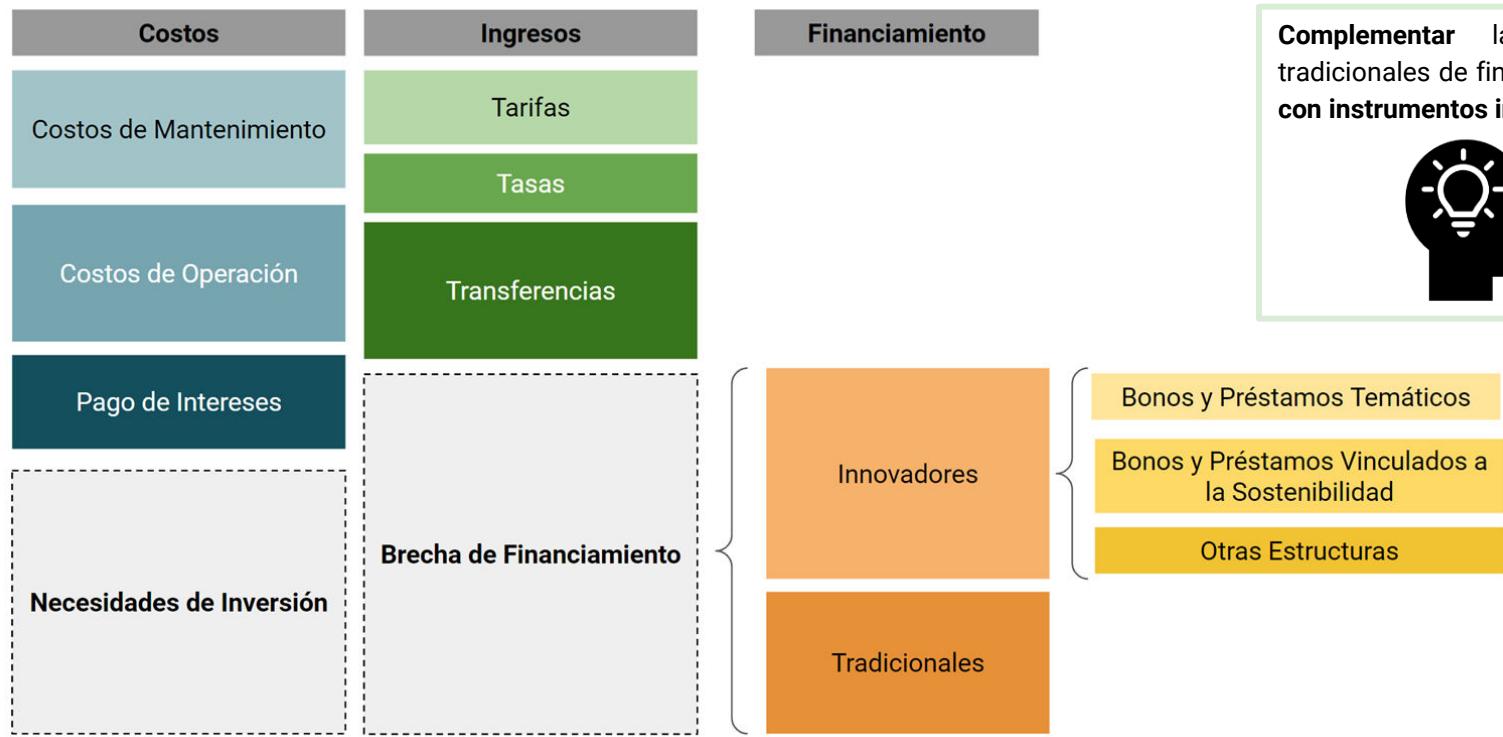 Costos
Ingresos
Financiamiento
Complementar
tradicionales de
con instrumentos
Costos de Mantenimiento
Tarifas
Tasas
Costos de Operación
Transferencias
Pago de Intereses
Necesidades de Inversión
Brecha de Financiamiento
Innovadores
Tradicionales
Bonos y Préstamos Temáticos
Bonos y Préstamos Vinculados a
la Sostenibilidad
Otras Estructuras